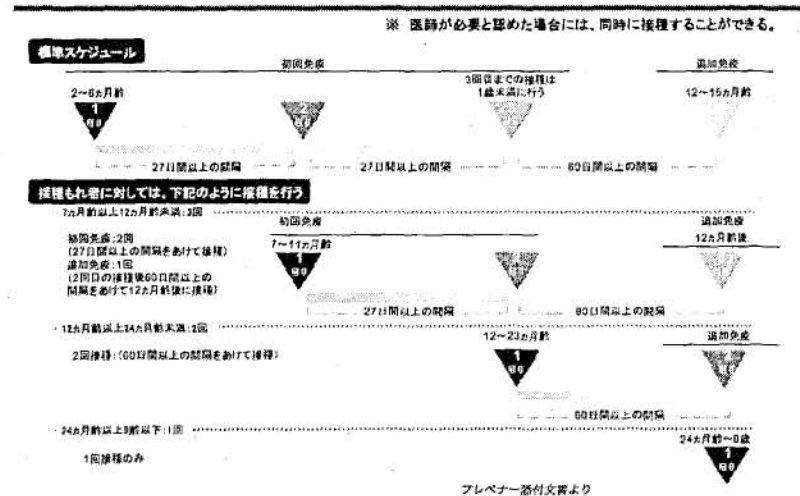 ※ 医師が必要と認めた場合には、同時に接種することができる。
標準スケジュール
初回免疫
追加免疫
2~6カ月齢
3回目までの接種は
1歳未満に行う
12~15カ月齢
1
回目
27日間以上の間隔
27日間以上の間隔
60日間以上の間隔
接種もれ者に対しては、下記のように接種を行う
7カ月齢以上12カ月齢未満:3回
初回免疫
追加免疫
初回免疫:2回
(27日間以上の間隔をあけて接種)
追加免疫:1回
(2回目の接種後60日間以上の
間隔をあけて12カ月齢後に接種)
7~11カ月齢
12カ月齢後
1
回目
27日間以上の間隔
60日間以上の間隔
12カ月齢以上24カ月齢未満:2回
12~23カ月齢
追加免疫
2回接種:(60日間以上の間隔をあけて接種)
1
回目
60日間以上の間隔
24カ月齢以上9歳以下:1回
24カ月齢~9歳
1回接種のみ
1
回目
プレベナー添付文書より